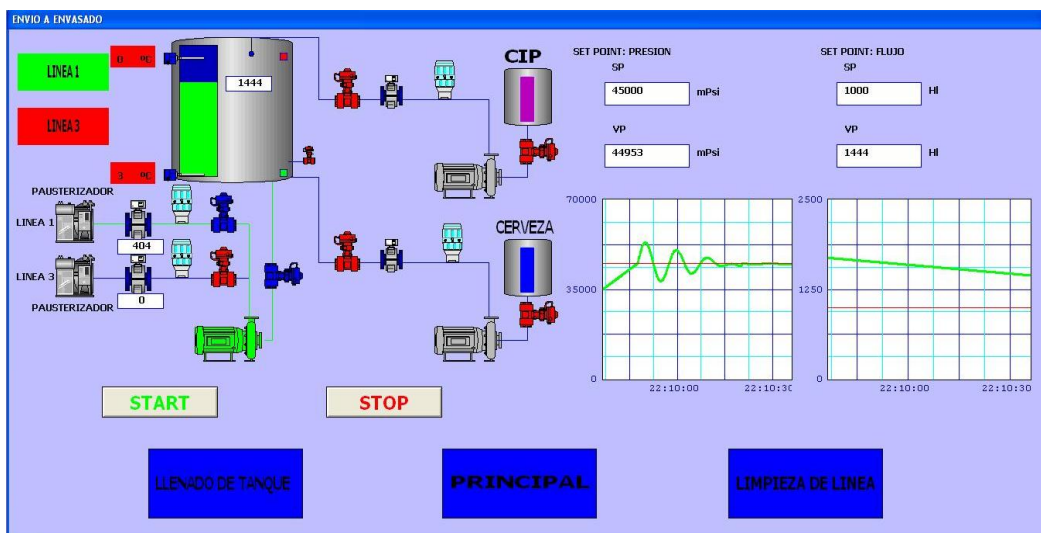 ENVIO A ENVASADO
LINEA 1
0 ºC
1444
LINEA 3
3 ºC
PAUSTERIZADOR
LINEA 1
404
LINEA 3
0
PAUSTERIZADOR
CIP
CERVEZA
SET POINT: PRESION
SP
45000 mPsi
VP
44953 mPsi
SET POINT: FLUJO
SP
1000 Hl
VP
1444 Hl
70000
35000
0
22:10:00 22:10:30
2500
1250
0
22:10:00 22:10:30
START
STOP
LLENADO DE TANQUE
PRINCIPAL
LIMPIEZA DE LINEA